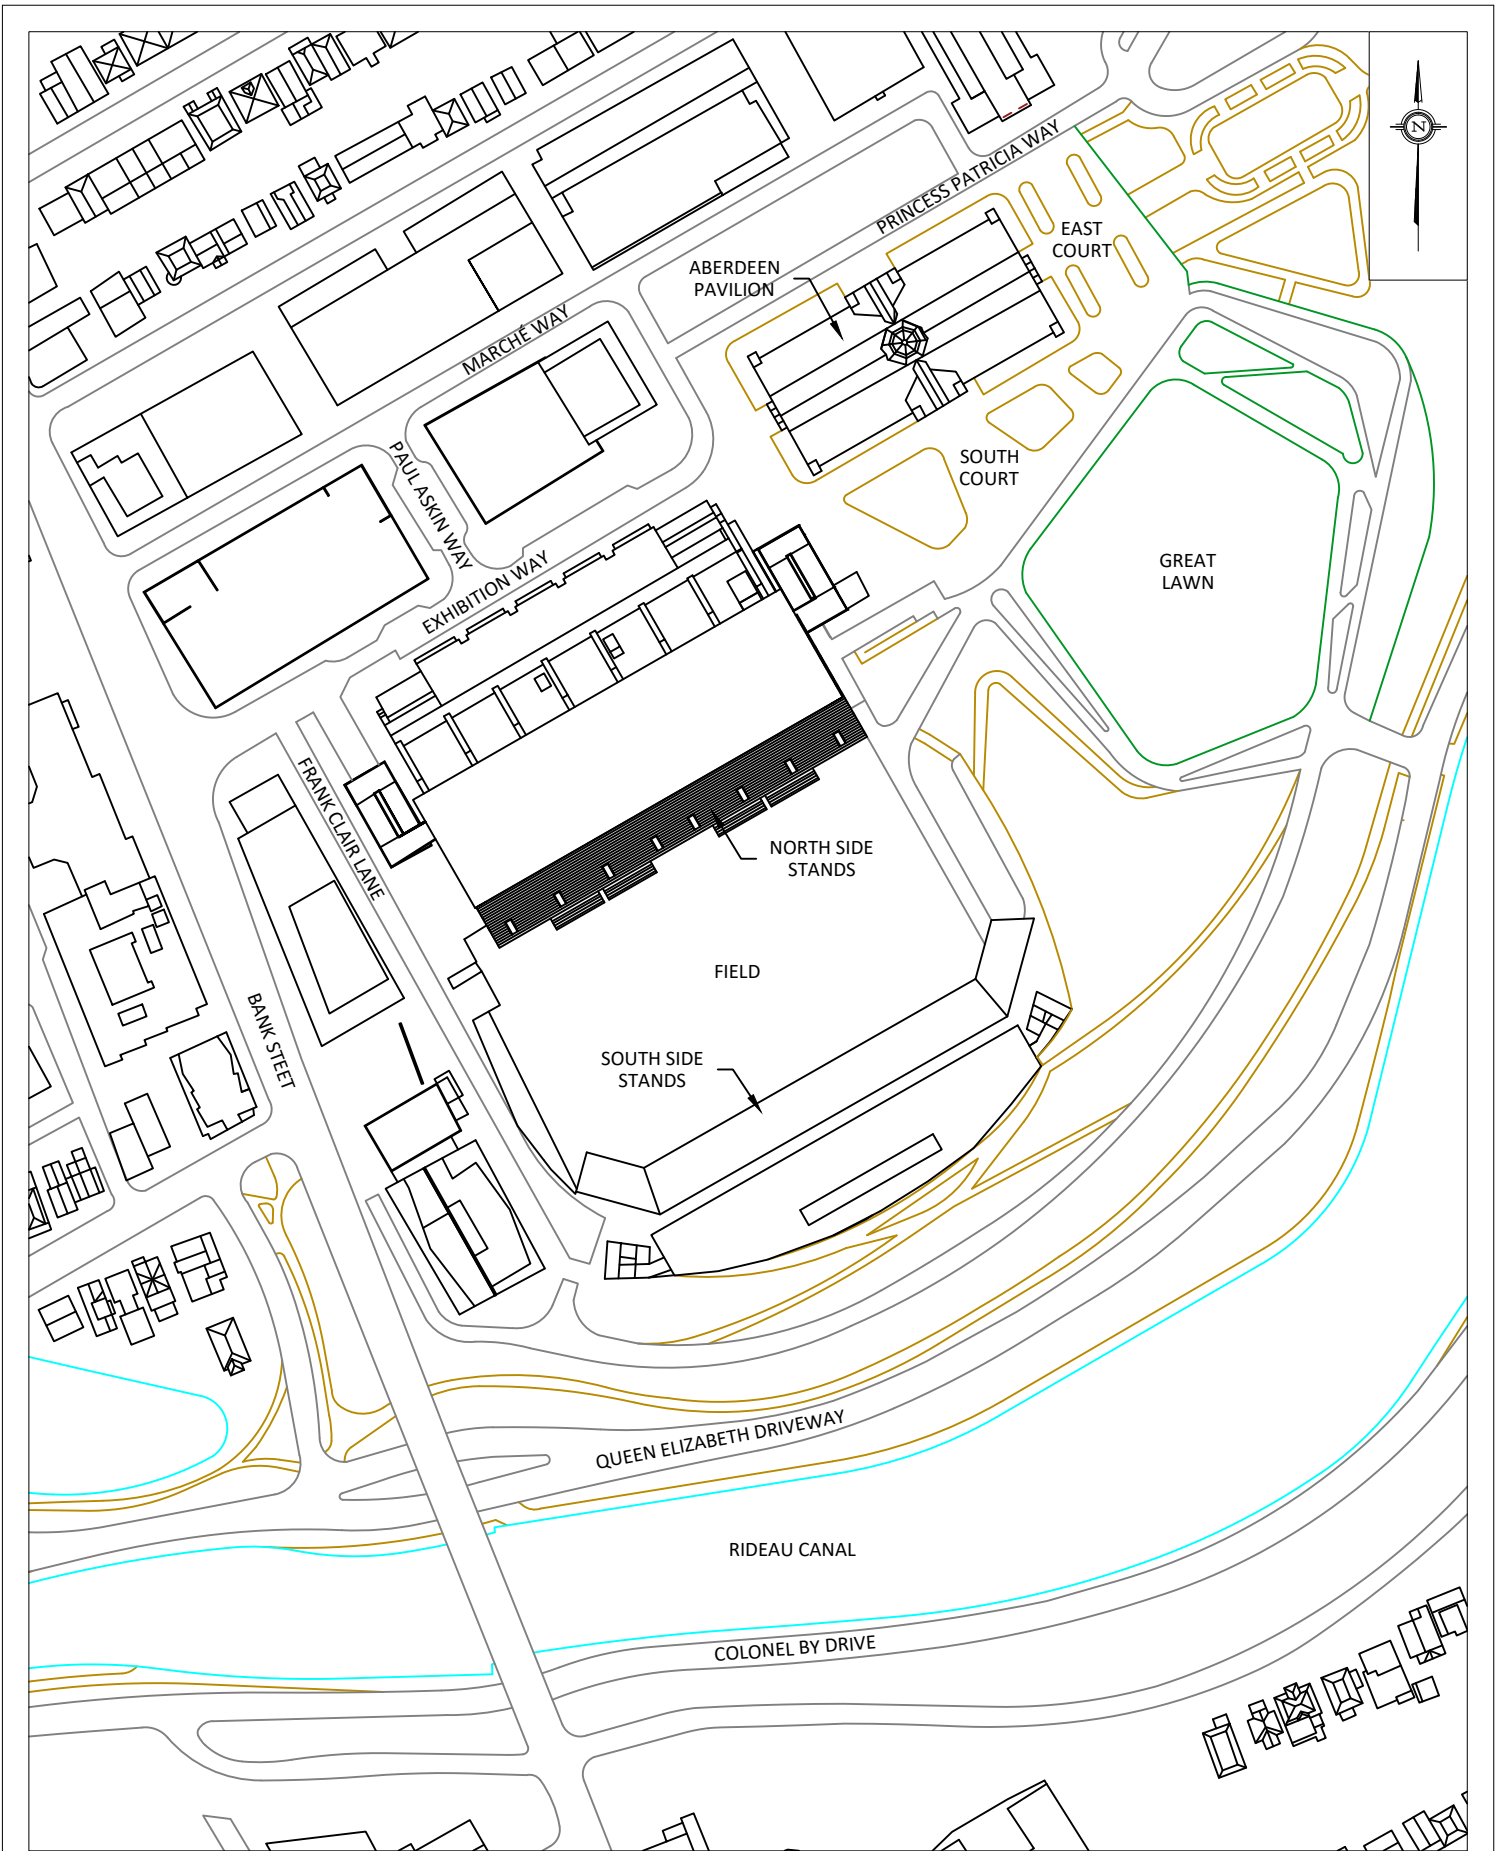 N
PRINCESS PATRICIA WAY
EAST
COURT
ABERDEEN
PAVILION
MARCHÉ WAY
PAUL ASKIN WAY
SOUTH
COURT
EXHIBITION WAY
GREAT
LAWN
FRANK CLAIR LANE
NORTH SIDE
STANDS
FIELD
BANK STEET
SOUTH SIDE
STANDS
QUEEN ELIZABETH DRIVEWAY
RIDEAU CANAL
COLONEL BY DRIVE